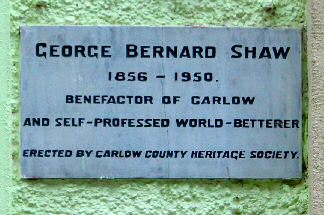 GEORGE BERNARD SHAW
1856 – 1950.
BENEFACTOR OF CARLOW
AND SELF-PROFESSED WORLD-BETTERER
ERECTED BY CARLOW COUNTY HERITAGE SOCIETY.